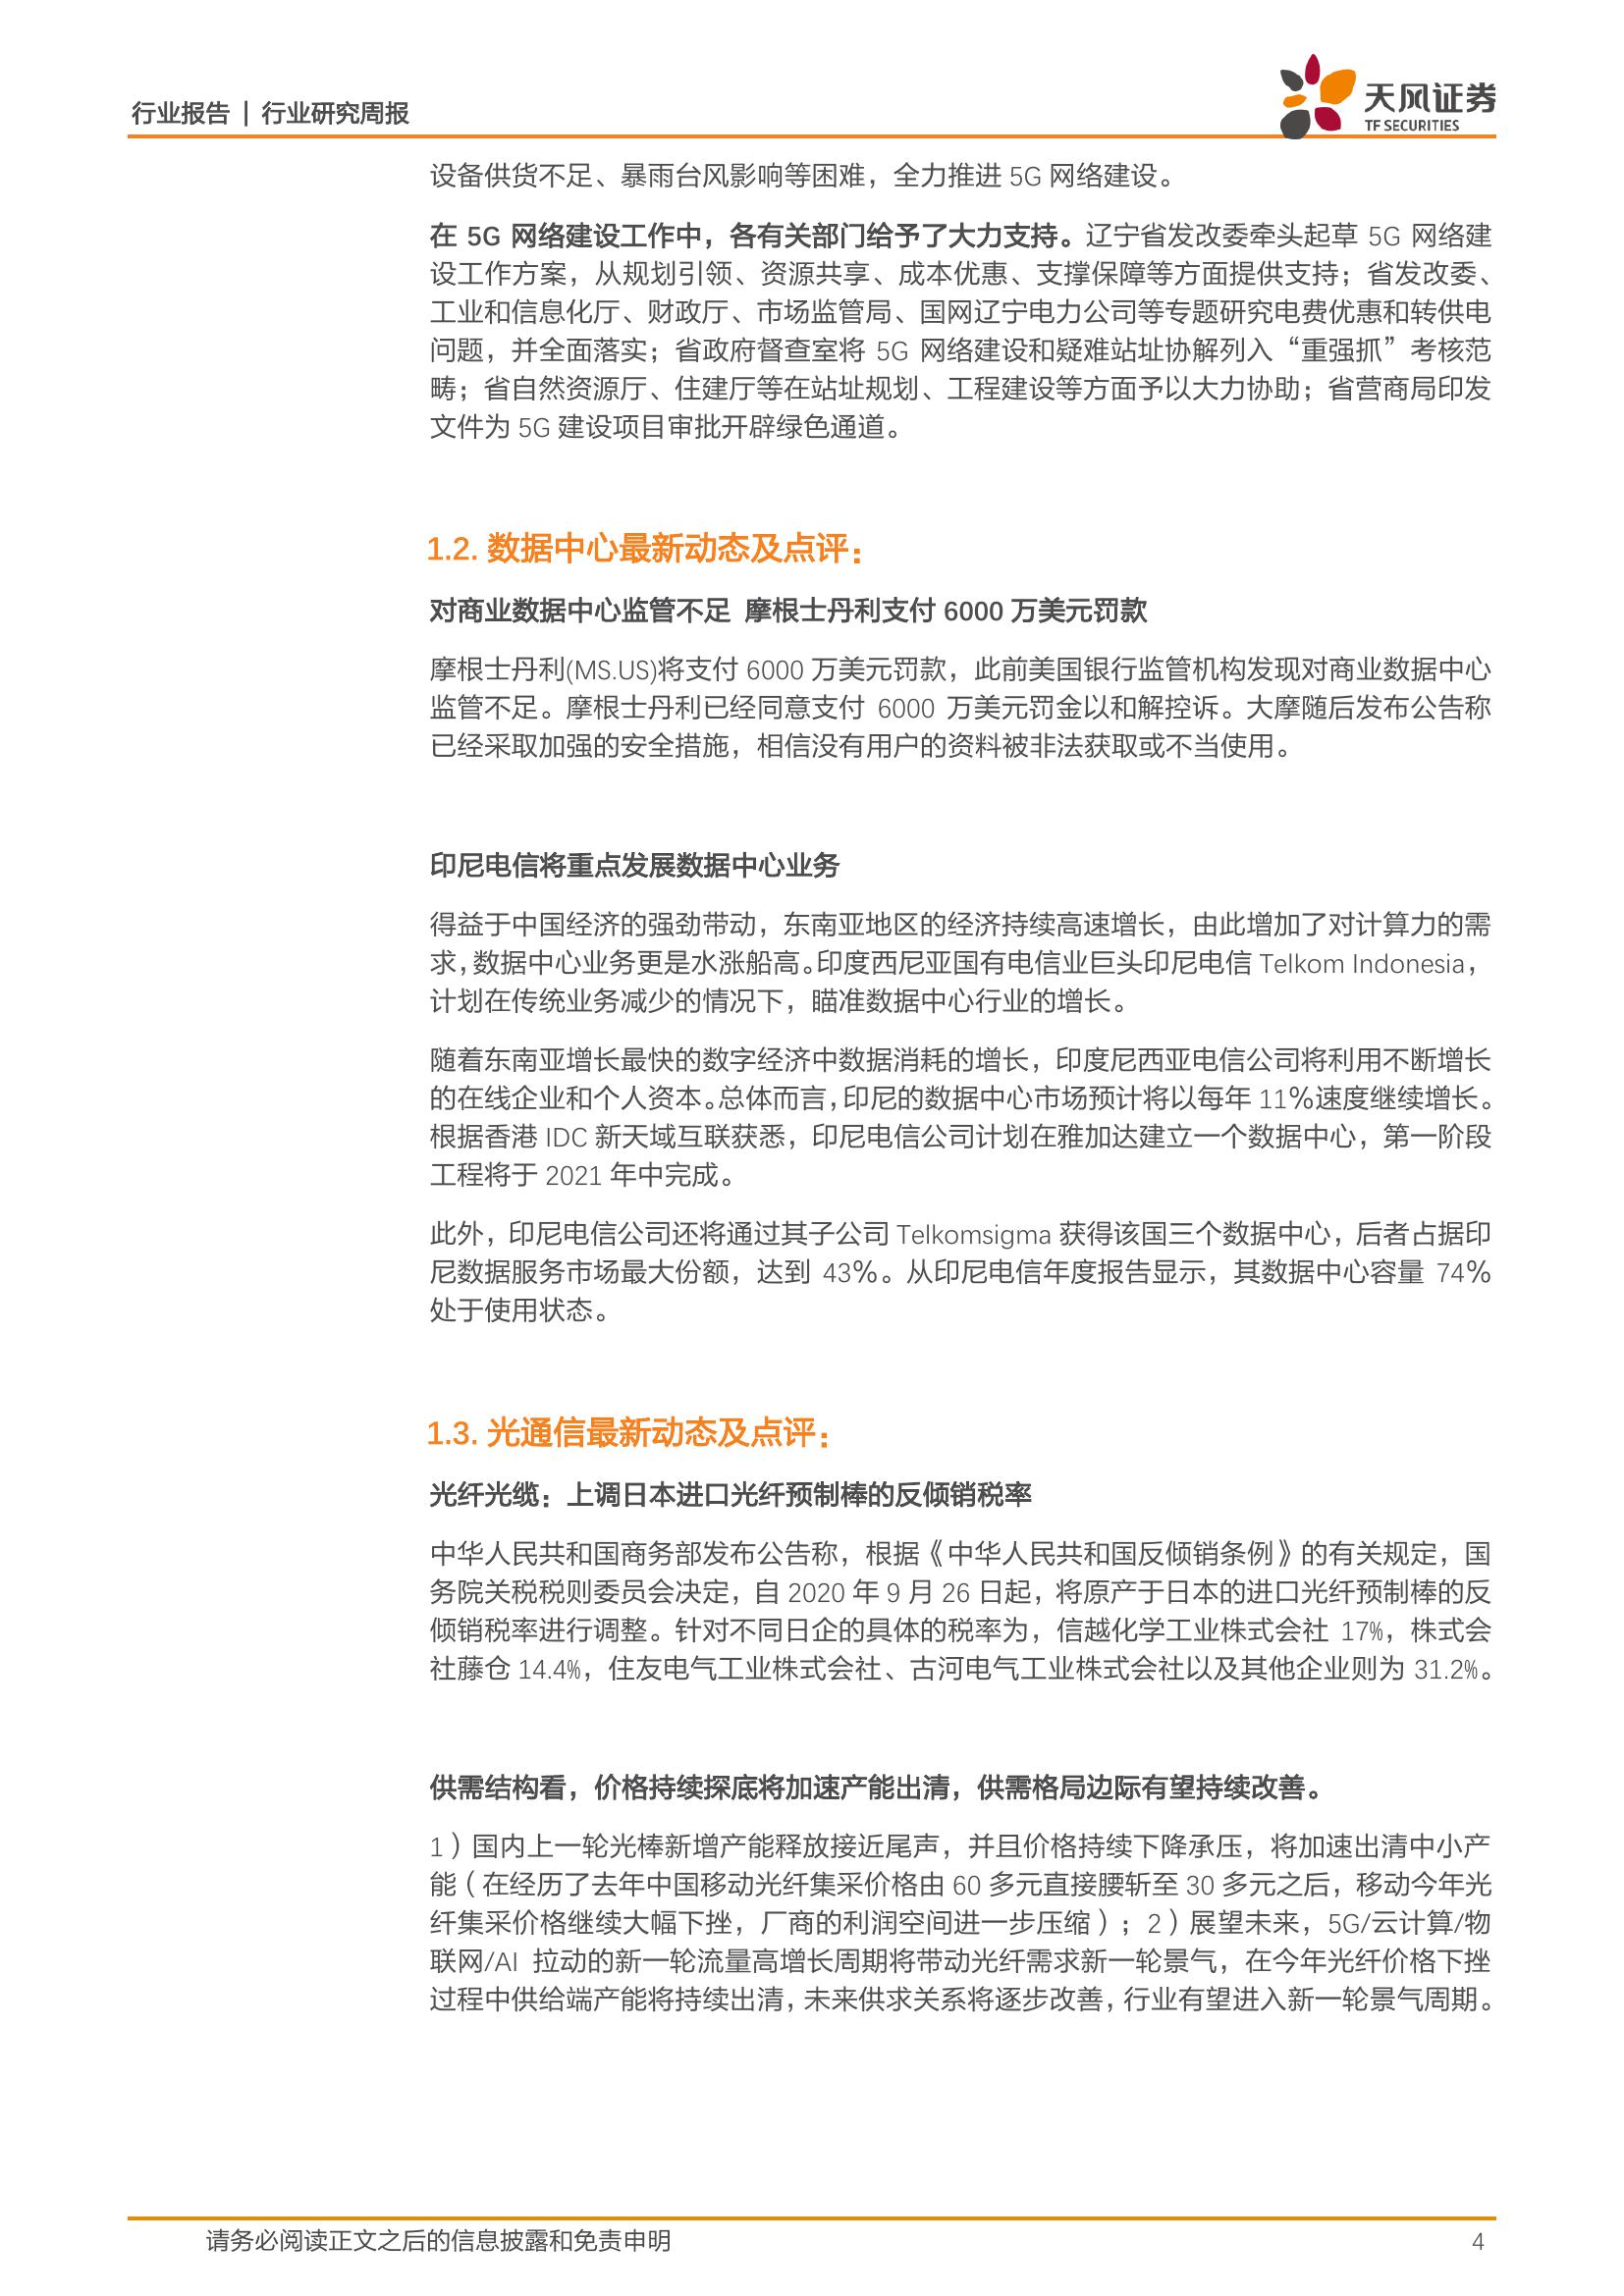 行业报告 | 行业研究周报
天风证券
TF SECURITIES
设备供货不足、暴雨台风影响等困难，全力推进 5G 网络建设。
在 5G 网络建设工作中，各有关部门给予了大力支持。辽宁省发改委牵头起草 5G 网络建
设工作方案，从规划引领、资源共享、成本优惠、支撑保障等方面提供支持；省发改委、
工业和信息化厅、财政厅、市场监管局、国网辽宁电力公司等专题研究电费优惠和转供电
问题，并全面落实；省政府督查室将 5G 网络建设和疑难站址协解列入“重强抓”考核范
畴；省自然资源厅、住建厅等在站址规划、工程建设等方面予以大力协助；省营商局印发
文件为 5G 建设项目审批开辟绿色通道。
1.2. 数据中心最新动态及点评：
对商业数据中心监管不足 摩根士丹利支付 6000 万美元罚款
摩根士丹利(MS.US)将支付 6000 万美元罚款，此前美国银行监管机构发现对商业数据中心
监管不足。摩根士丹利已经同意支付 6000 万美元罚金以和解控诉。大摩随后发布公告称
已经采取加强的安全措施，相信没有用户的资料被非法获取或不当使用。
印尼电信将重点发展数据中心业务
得益于中国经济的强劲带动，东南亚地区的经济持续高速增长，由此增加了对计算力的需
求，数据中心业务更是水涨船高。印度西尼亚国有电信业巨头印尼电信 Telkom Indonesia，
计划在传统业务减少的情况下，瞄准数据中心行业的增长。
随着东南亚增长最快的数字经济中数据消耗的增长，印度尼西亚电信公司将利用不断增长
的在线企业和个人资本。总体而言，印尼的数据中心市场预计将以每年 11%速度继续增长。
根据香港 IDC 新天域互联获悉，印尼电信公司计划在雅加达建立一个数据中心，第一阶段
工程将于 2021 年中完成。
此外，印尼电信公司还将通过其子公司 Telkomsigma 获得该国三个数据中心，后者占据印
尼数据服务市场最大份额，达到 43%。从印尼电信年度报告显示，其数据中心容量 74%
处于使用状态。
1.3. 光通信最新动态及点评：
光纤光缆：上调日本进口光纤预制棒的反倾销税率
中华人民共和国商务部发布公告称，根据《中华人民共和国反倾销条例》的有关规定，国
务院关税税则委员会决定，自 2020 年 9 月 26 日起，将原产于日本的进口光纤预制棒的反
倾销税率进行调整。针对不同日企的具体的税率为，信越化学工业株式会社 17%，株式会
社藤仓 14.4%，住友电气工业株式会社、古河电气工业株式会社以及其他企业则为 31.2%。
供需结构看，价格持续探底将加速产能出清，供需格局边际有望持续改善。
1）国内上一轮光棒新增产能释放接近尾声，并且价格持续下降承压，将加速出清中小产
能（在经历了去年中国移动光纤集采价格由 60 多元直接腰斩至 30 多元之后，移动今年光
纤集采价格继续大幅下挫，厂商的利润空间进一步压缩）；2）展望未来，5G/云计算/物
联网/AI 拉动的新一轮流量高增长周期将带动光纤需求新一轮景气，在今年光纤价格下挫
过程中供给端产能将持续出清，未来供求关系将逐步改善，行业有望进入新一轮景气周期。
请务必阅读正文之后的信息披露和免责申明
4